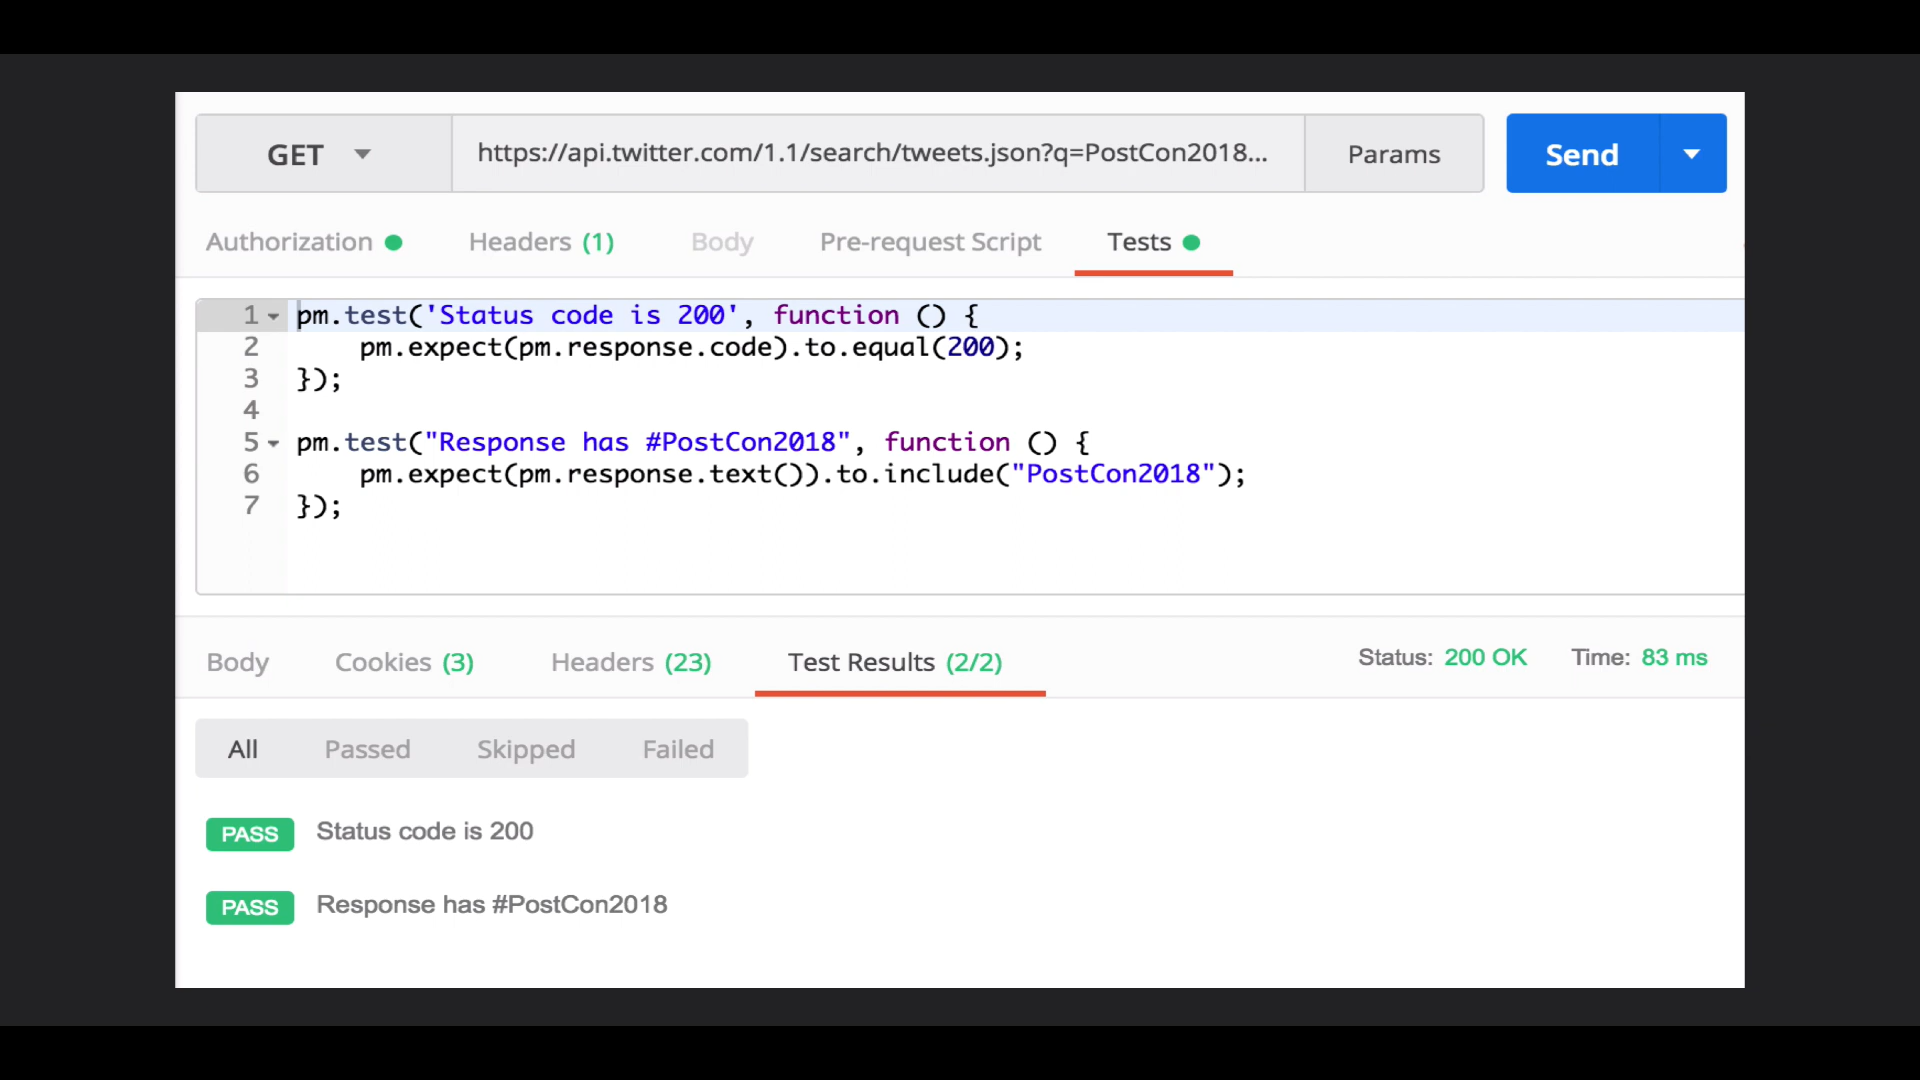 GET https://api.twitter.com/1.1/search/tweets.json?q=PostCon2018... Params Send
Authorization Headers (1) Body Pre-request Script Tests
1 pm.test('Status code is 200', function () {
2     pm.expect(pm.response.code).to.equal(200);
3 });
4
5 pm.test("Response has #PostCon2018", function () {
6     pm.expect(pm.response.text()).to.include("PostCon2018");
7 });
Body Cookies (3) Headers (23) Test Results (2/2) Status: 200 OK Time: 83 ms
All Passed Skipped Failed
PASS Status code is 200
PASS Response has #PostCon2018